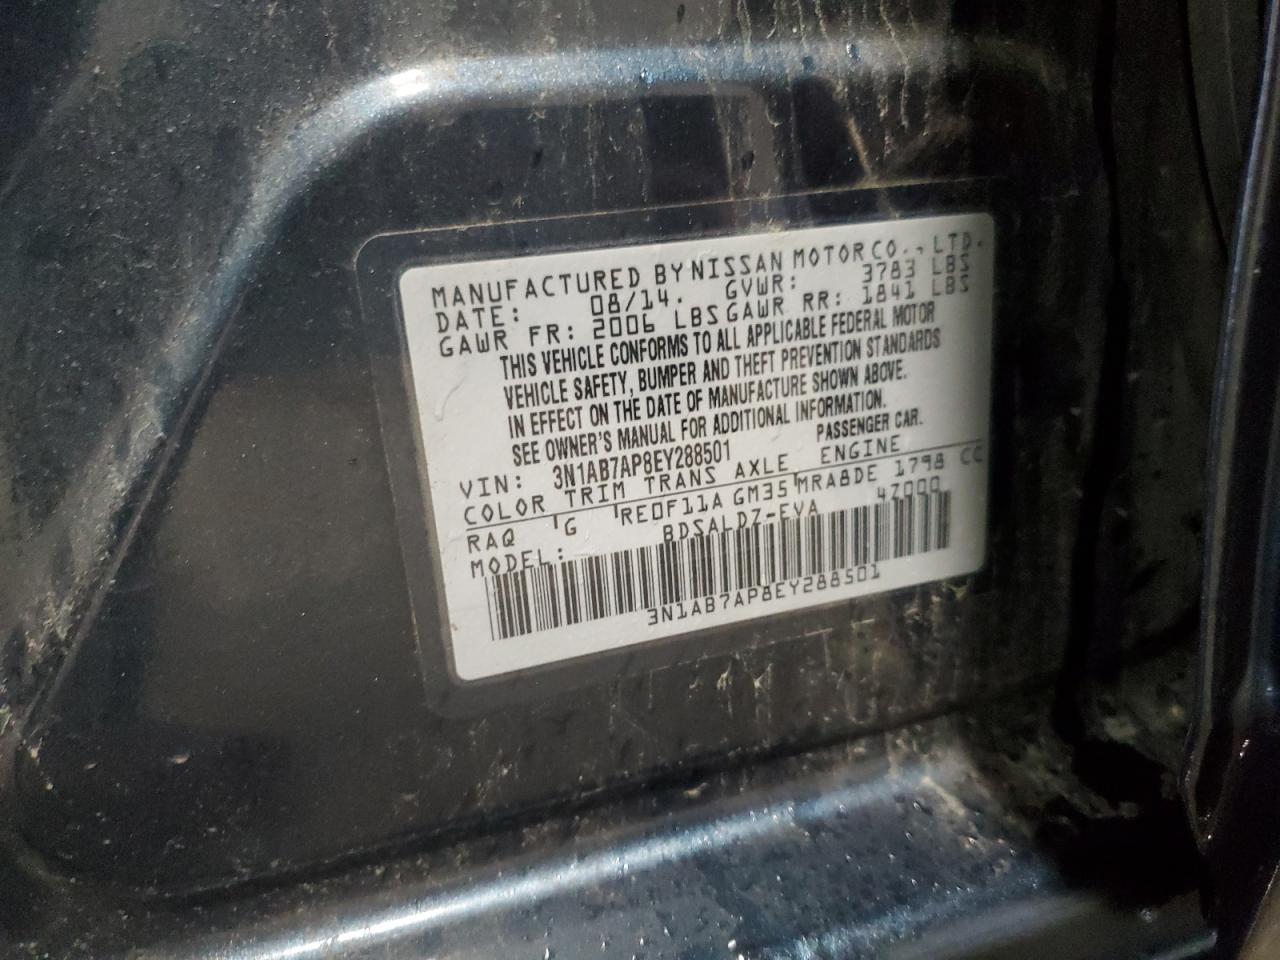 MANUFACTURED BY NISSAN MOTOR CO., LTD.
DATE: 08/14. GVWR: 3783 LBS
GAWR FR: 2006 LBS GAWR RR: 1841 LBS
THIS VEHICLE CONFORMS TO ALL APPLICABLE FEDERAL MOTOR
VEHICLE SAFETY, BUMPER AND THEFT PREVENTION STANDARDS
IN EFFECT ON THE DATE OF MANUFACTURE SHOWN ABOVE.
SEE OWNER'S MANUAL FOR ADDITIONAL INFORMATION.
VIN: 3N1AB7AP8EY288501 PASSENGER CAR.
COLOR TRIM TRANS AXLE ENGINE
RAQ G RE0F11A GM35 MRA8DE 1798 CC
MODEL: BDSALDZ-EVA 47000
3N1AB7AP8EY288501